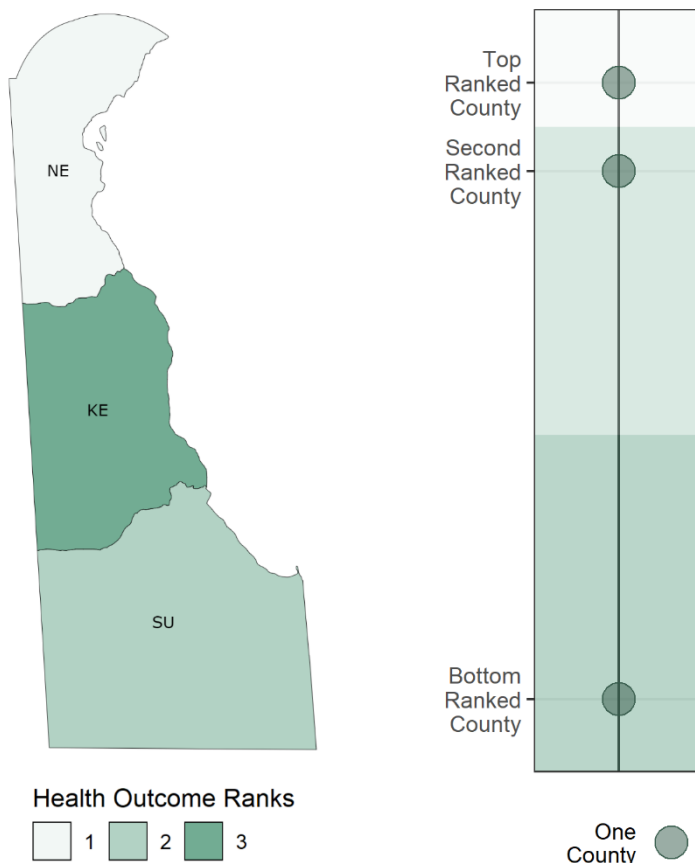 NE
KE
SU
Health Outcome Ranks
1 2 3
Top
Ranked
County
Second
Ranked
County
Bottom
Ranked
County
One
County